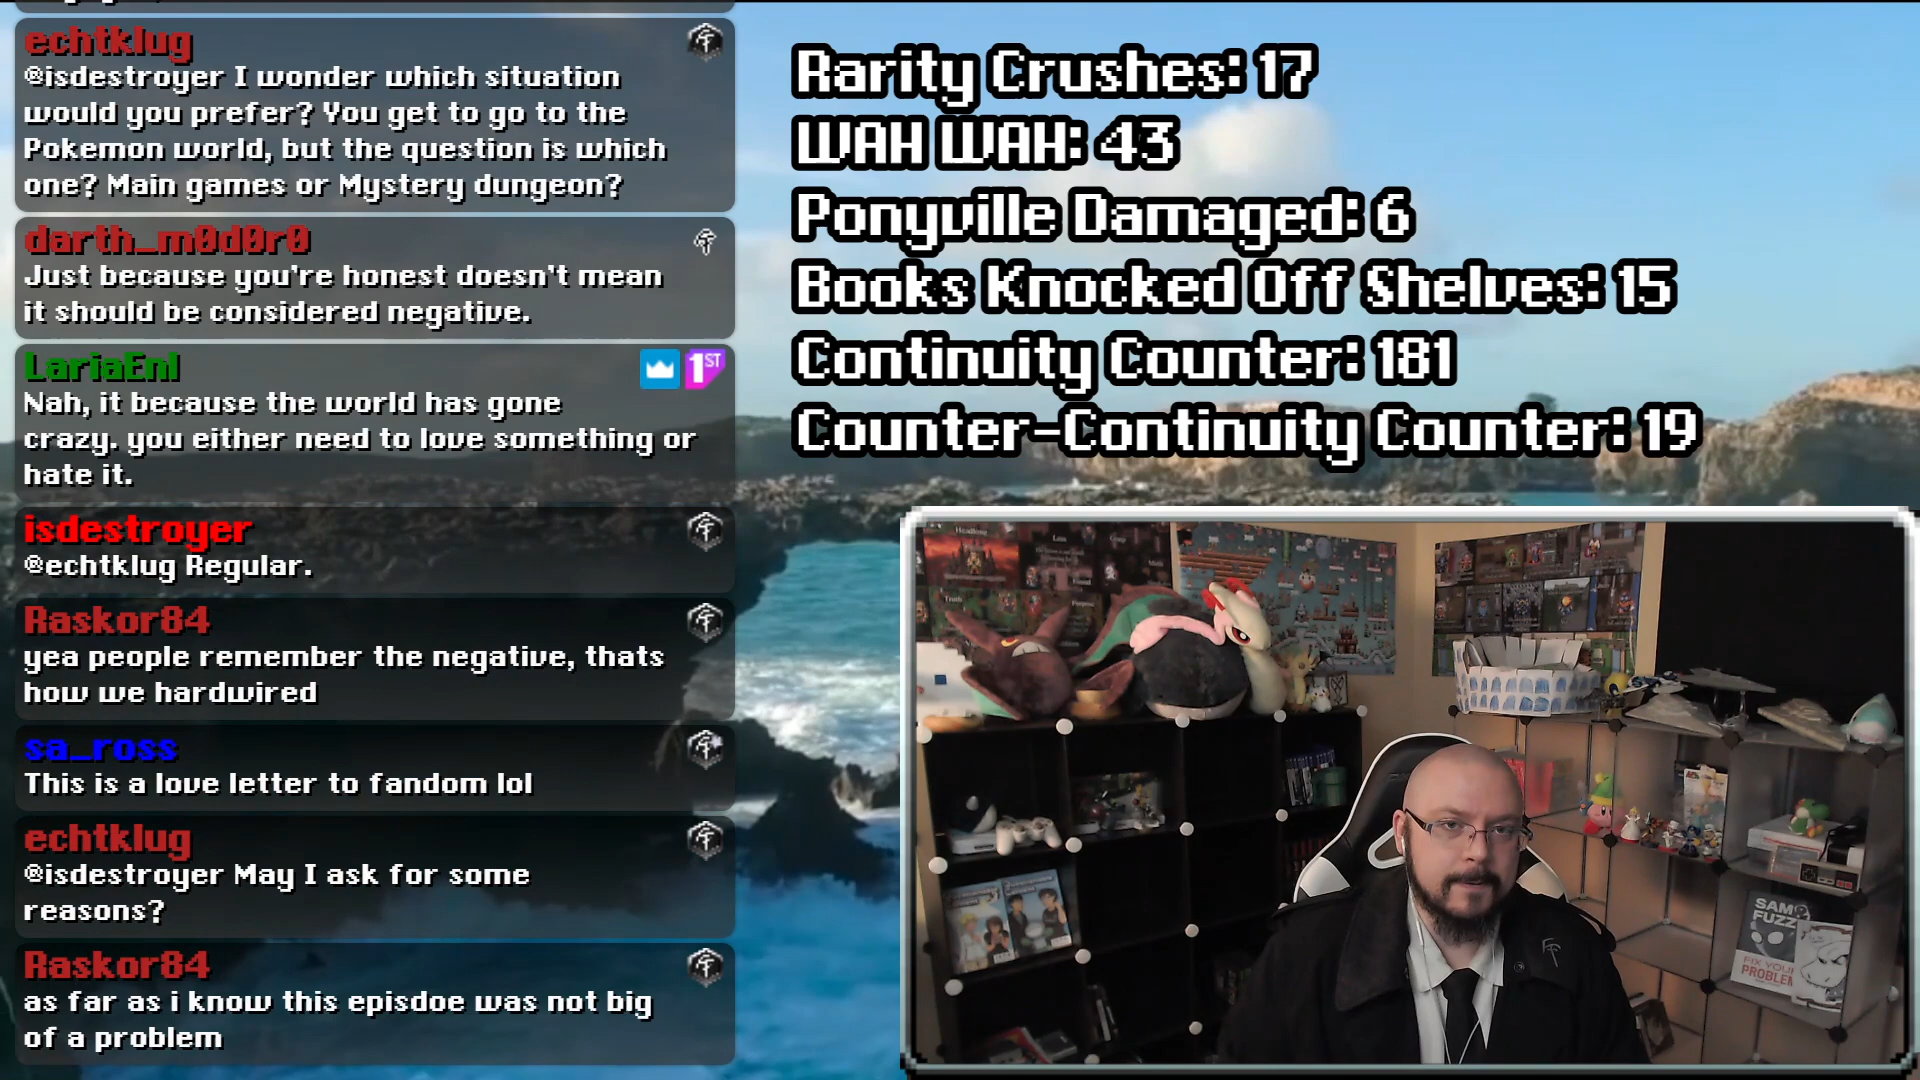 echtklug
@isdestroyer I wonder which situation
would you prefer? You get to go to the
Pokemon world, but the question is which
one? Main games or Mystery dungeon?
darth_m0d0r0
Just because you're honest doesn't mean
it should be considered negative.
LariaEnl
1ST
Nah, it because the world has gone
crazy. you either need to love something or
hate it.
isdestroyer
@echtklug Regular.
Raskor84
yea people remember the negative, thats
how we hardwired
sa_ross
This is a love letter to fandom lol
echtklug
@isdestroyer May I ask for some
reasons?
Raskor84
as far as i know this episdoe was not big
of a problem
Rarity Crushes: 17
WAH WAH: 43
Ponyville Damaged: 6
Books Knocked Off Shelves: 15
Continuity Counter: 181
Counter-Continuity Counter: 19
SAM &
FUZZY
FIX YOUR
PROBLEM